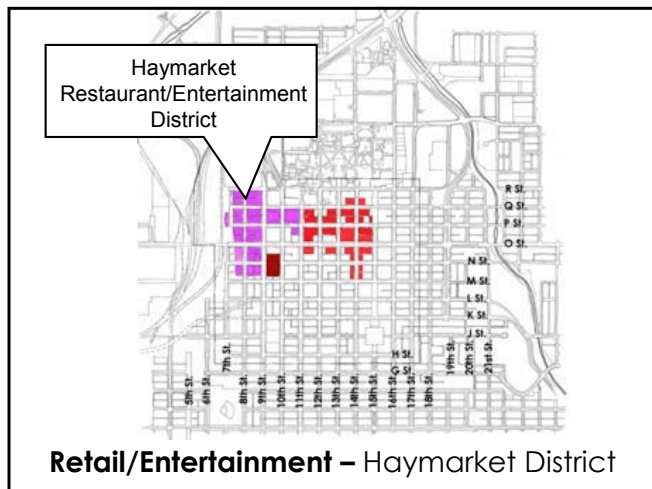 Haymarket
Restaurant/Entertainment
District
R St.
Q St.
P St.
O St.
N St.
M St.
L St.
K St.
J St.
H St.
G St.
5th St.
6th St.
7th St.
8th St.
9th St.
10th St.
11th St.
12th St.
13th St.
14th St.
15th St.
16th St.
17th St.
18th St.
19th St.
20th St.
21st St.
Retail/Entertainment – Haymarket District